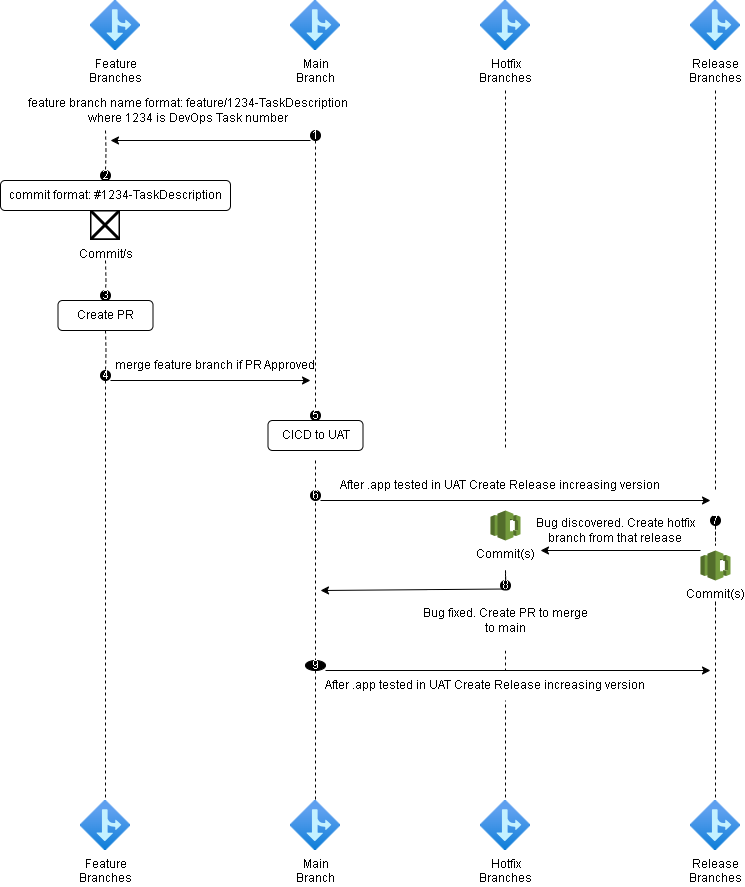 Feature
Branches
Main
Branch
Hotfix
Branches
Release
Branches
feature branch name format: feature/1234-TaskDescription
where 1234 is DevOps Task number
1
2
commit format: #1234-TaskDescription
Commit/s
3
Create PR
4
merge feature branch if PR Approved
5
CICD to UAT
6
After .app tested in UAT Create Release increasing version
7
Bug discovered. Create hotfix
branch from that release
Commit(s)
Commit(s)
8
Bug fixed. Create PR to merge
to main
9
After .app tested in UAT Create Release increasing version
Feature
Branches
Main
Branch
Hotfix
Branches
Release
Branches